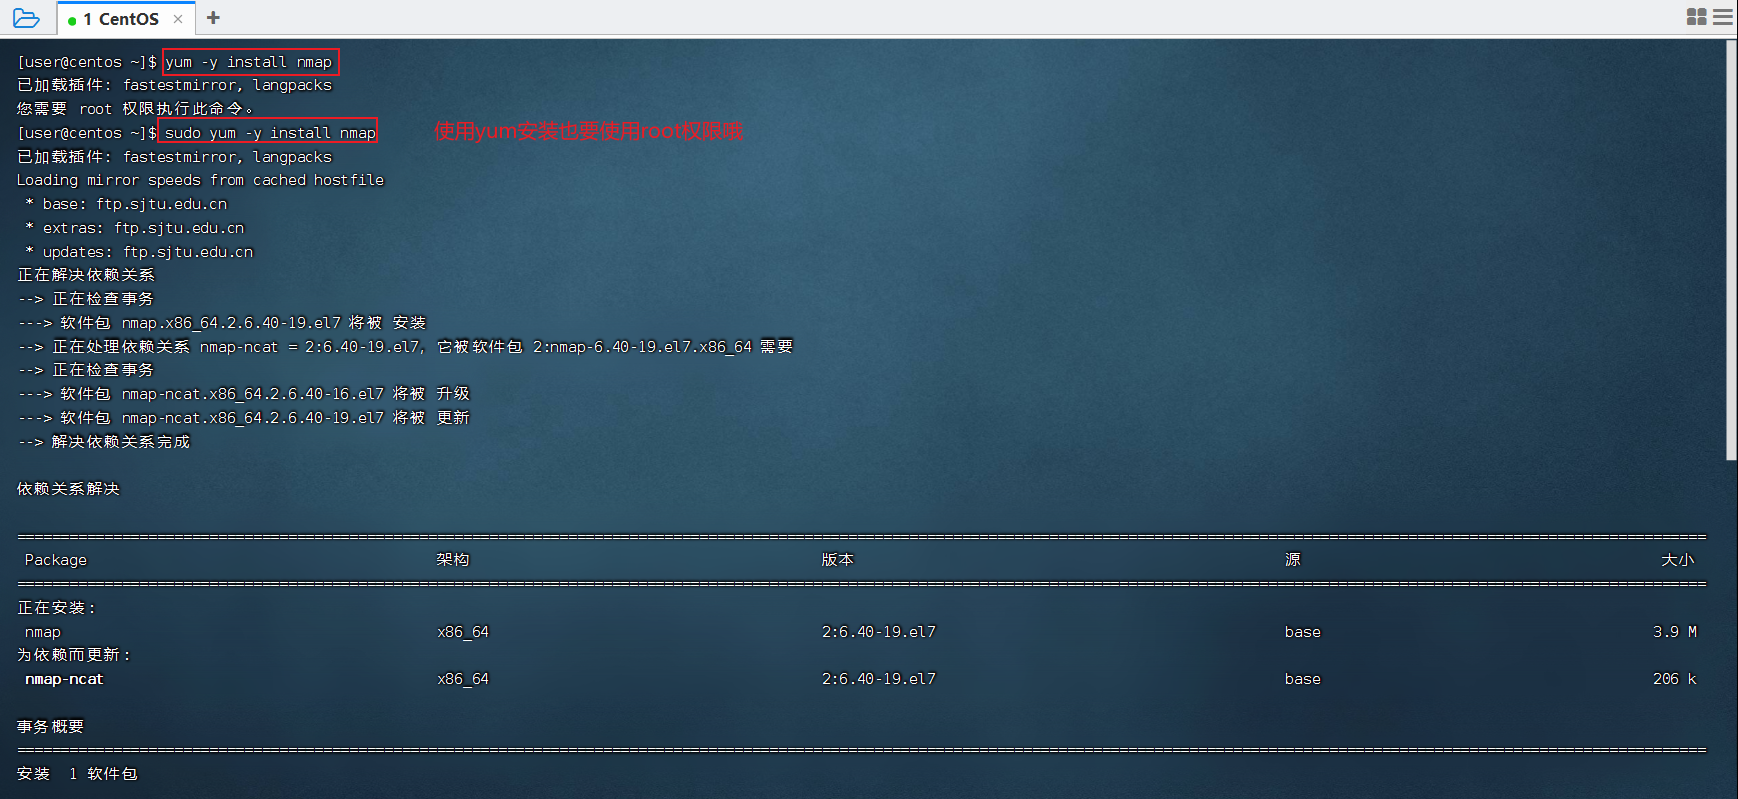 1 CentOS × +
[user@centos ~]$ yum -y install nmap
已加载插件: fastestmirror, langpacks
您需要 root 权限执行此命令。
[user@centos ~]$ sudo yum -y install nmap 使用yum安装也要使用root权限哦
已加载插件: fastestmirror, langpacks
Loading mirror speeds from cached hostfile
* base: ftp.sjtu.edu.cn
* extras: ftp.sjtu.edu.cn
* updates: ftp.sjtu.edu.cn
正在解决依赖关系
--> 正在检查事务
---> 软件包 nmap.x86_64.2.6.40-19.el7 将被 安装
--> 正在处理依赖关系 nmap-ncat = 2:6.40-19.el7, 它被软件包 2:nmap-6.40-19.el7.x86_64 需要
--> 正在检查事务
---> 软件包 nmap-ncat.x86_64.2.6.40-16.el7 将被 升级
---> 软件包 nmap-ncat.x86_64.2.6.40-19.el7 将被 更新
--> 解决依赖关系完成
依赖关系解决
Package 架构 版本 源 大小
正在安装:
nmap x86_64 2:6.40-19.el7 base 3.9 M
为依赖而更新:
nmap-ncat x86_64 2:6.40-19.el7 base 206 k
事务概要
安装 1 软件包